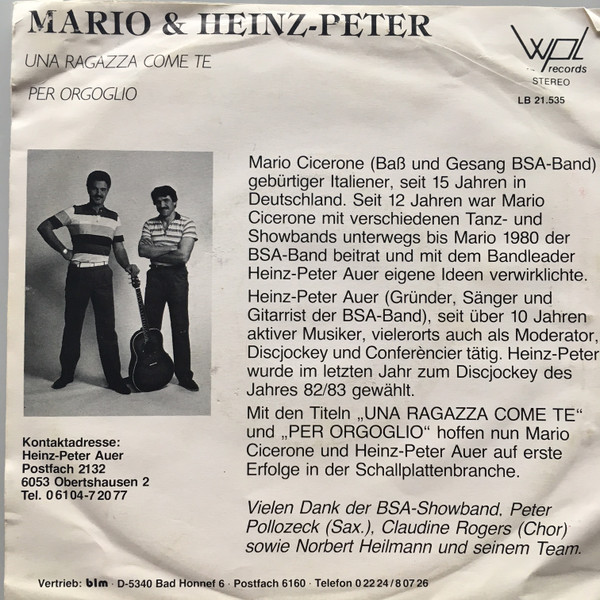 MARIO & HEINZ-PETER
UNA RAGAZZA COME TE
PER ORGOGLIO
wpl
records
STEREO
LB 21.535
Mario Cicerone (Baß und Gesang BSA-Band)
gebürtiger Italiener, seit 15 Jahren in
Deutschland. Seit 12 Jahren war Mario
Cicerone mit verschiedenen Tanz- und
Showbands unterwegs bis Mario 1980 der
BSA-Band beitrat und mit dem Bandleader
Heinz-Peter Auer eigene Ideen verwirklichte.
Heinz-Peter Auer (Gründer, Sänger und
Gitarrist der BSA-Band), seit über 10 Jahren
aktiver Musiker, vielerorts auch als Moderator,
Discjockey und Conferèncier tätig. Heinz-Peter
wurde im letzten Jahr zum Discjockey des
Jahres 82/83 gewählt.
Mit den Titeln „UNA RAGAZZA COME TE“
und „PER ORGOGLIO“ hoffen nun Mario
Cicerone und Heinz-Peter Auer auf erste
Erfolge in der Schallplattenbranche.
Kontaktadresse:
Heinz-Peter Auer
Postfach 2132
6053 Obertshausen 2
Tel. 0 61 04-7 20 77
Vielen Dank der BSA-Showband, Peter
Pollozeck (Sax.), Claudine Rogers (Chor)
sowie Norbert Heilmann und seinem Team.
Vertrieb: blm · D-5340 Bad Honnef 6 · Postfach 6160 · Telefon 0 22 24 / 8 07 26